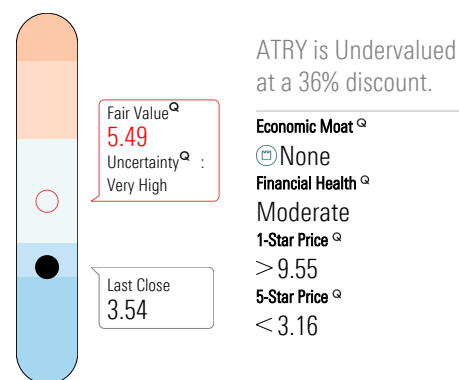 Fair Value Q
5.49
Uncertainty Q :
Very High
Last Close
3.54
ATRY is Undervalued
at a 36% discount.
Economic Moat Q
None
Financial Health Q
Moderate
1-Star Price Q
>9.55
5-Star Price Q
<3.16